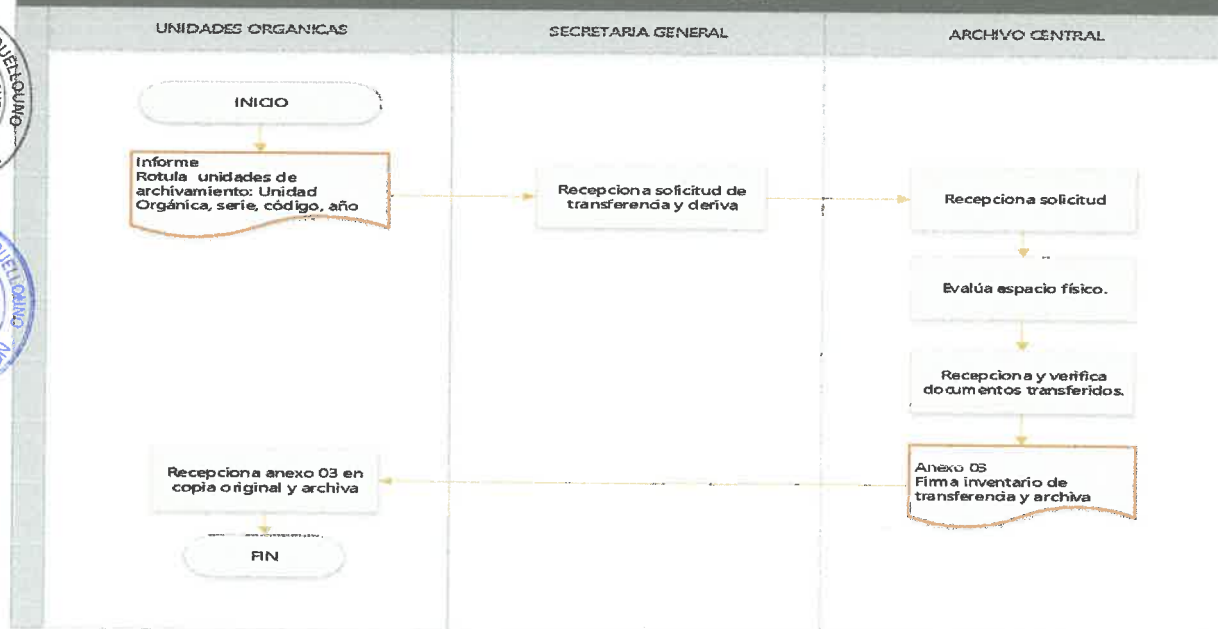 UNIDADES ORGANICAS
SECRETARIA GENERAL
ARCHIVO CENTRAL
INICIO
Informe
Rotula unidades de
archivamiento: Unidad
Orgánica, serie, código, año
Recepciona solicitud de
transferencia y deriva
Recepciona solicitud
Evalúa espacio físico.
Recepciona y verifica
documentos transferidos.
Anexo 03
Firma inventario de
transferencia y archiva
Recepciona anexo 03 en
copia original y archiva
FIN